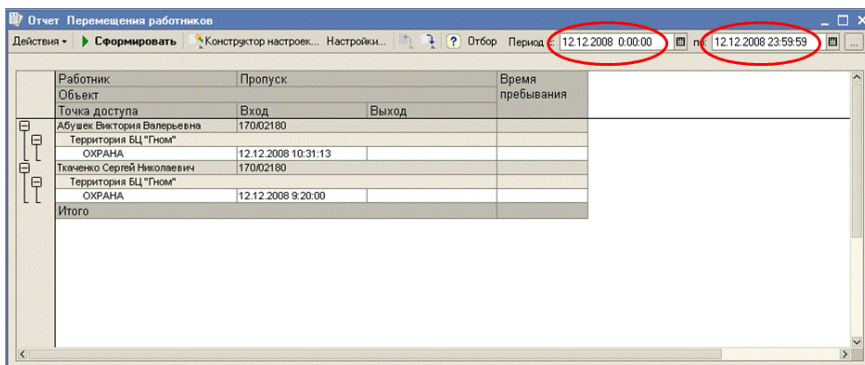 Отчет Перемещения работников
Действия Сформировать Конструктор настроек... Настройки... Отбор Период с: 12.12.2008 0:00:00 по: 12.12.2008 23:59:59 ...
Работник Пропуск Время пребывания
Объект
Точка доступа Вход Выход
Абушек Виктория Валерьевна 170/02180
Территория БЦ "Гном"
ОХРАНА 12.12.2008 10:31:13
Ткаченко Сергей Николаевич 170/02180
Территория БЦ "Гном"
ОХРАНА 12.12.2008 9:20:00
Итого